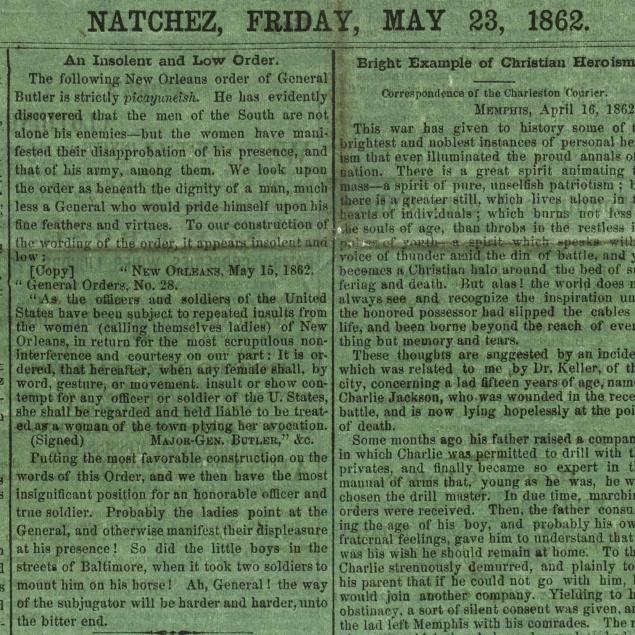 NATCHEZ, FRIDAY, MAY 23, 1862.
An Insolent and Low Order.
The following New Orleans order of General
Butler is strictly picayuneish. He has evidently
discovered that the men of the South are not
alone his enemies—but the women have mani-
fested their disapprobation of his presence, and
that of his army, among them. We look upon
the order as beneath the dignity of a man, much
less a General who would pride himself upon his
fine feathers and virtues. To our construction of
the wording of the order, it appears insolent and
low:
[Copy] "NEW ORLEANS, May 15, 1862.
"General Orders, No. 28.
"As the officers and soldiers of the United
States have been subject to repeated insults from
the women (calling themselves ladies) of New
Orleans, in return for the most scrupulous non-
interference and courtesy on our part: It is or-
dered, that hereafter, when any female shall, by
word, gesture, or movement, insult or show con-
tempt for any officer or soldier of the U. States,
she shall be regarded and held liable to be treat-
ed as a woman of the town plying her avocation.
(Signed) MAJOR-GEN. BUTLER," &c.
Putting the most favorable construction on the
words of this Order, and we then have the most
insignificant position for an honorable officer and
true soldier. Probably the ladies point at the
General, and otherwise manifest their displeasure
at his presence! So did the little boys in the
streets of Baltimore, when it took two soldiers to
mount him on his horse! Ah, General! the way
of the subjugator will be harder and harder, unto
the bitter end.
Bright Example of Christian Heroism
Correspondence of the Charleston Courier.
MEMPHIS, April 16, 1862
This war has given to history some of t
brightest and noblest instances of personal he
ism that ever illuminated the proud annals o
nation. There is a great spirit animating
mass—a spirit of pure, unselfish patriotism; b
there is a greater still, which lives alone in t
hearts of individuals; which burns not less
the souls of age, than throbs in the restless i
pulses of youth a spirit which speaks with
voice of thunder amid the din of battle, and y
becomes a Christian halo around the bed of su
fering and death. But alas! the world does n
always see and recognize the inspiration un
the honored possessor had slipped the cables
life, and been borne beyond the reach of ever
thing but memory and tears.
These thoughts are suggested by an incide
which was related to me by Dr. Keller, of th
city, concerning a lad fifteen years of age, nam
Charlie Jackson, who was wounded in the rece
battle, and is now lying hopelessly at the poi
of death.
Some months ago his father raised a compan
in which Charlie was permitted to drill with t
privates, and finally became so expert in t
manual of arms that, young as he was, he w
chosen the drill master. In due time, marchin
orders were received. Then, the father consu
ing the age of his boy, and probably his ow
fraternal feelings, gave him to understand that
was his wish he should remain at home. To th
Charlie strenuously demurred, and plainly to
his parent that if he could not go with him, h
would join another company. Yielding to h
obstinacy, a sort of silent consent was given, an
the lad left Memphis with his comrades. The r